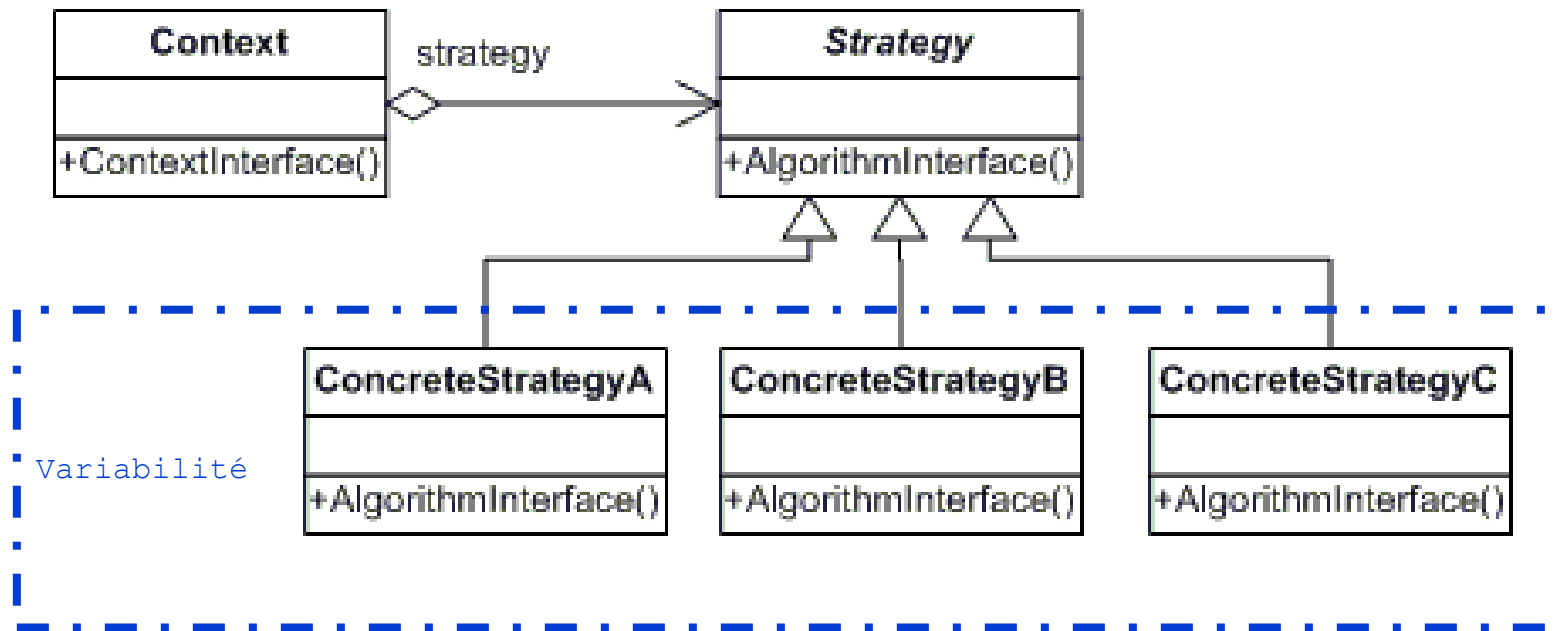 Context
strategy
Strategy
+ContextInterface()
+AlgorithmInterface()
ConcreteStrategyA
ConcreteStrategyB
ConcreteStrategyC
Variabilité
+AlgorithmInterface()
+AlgorithmInterface()
+AlgorithmInterface()